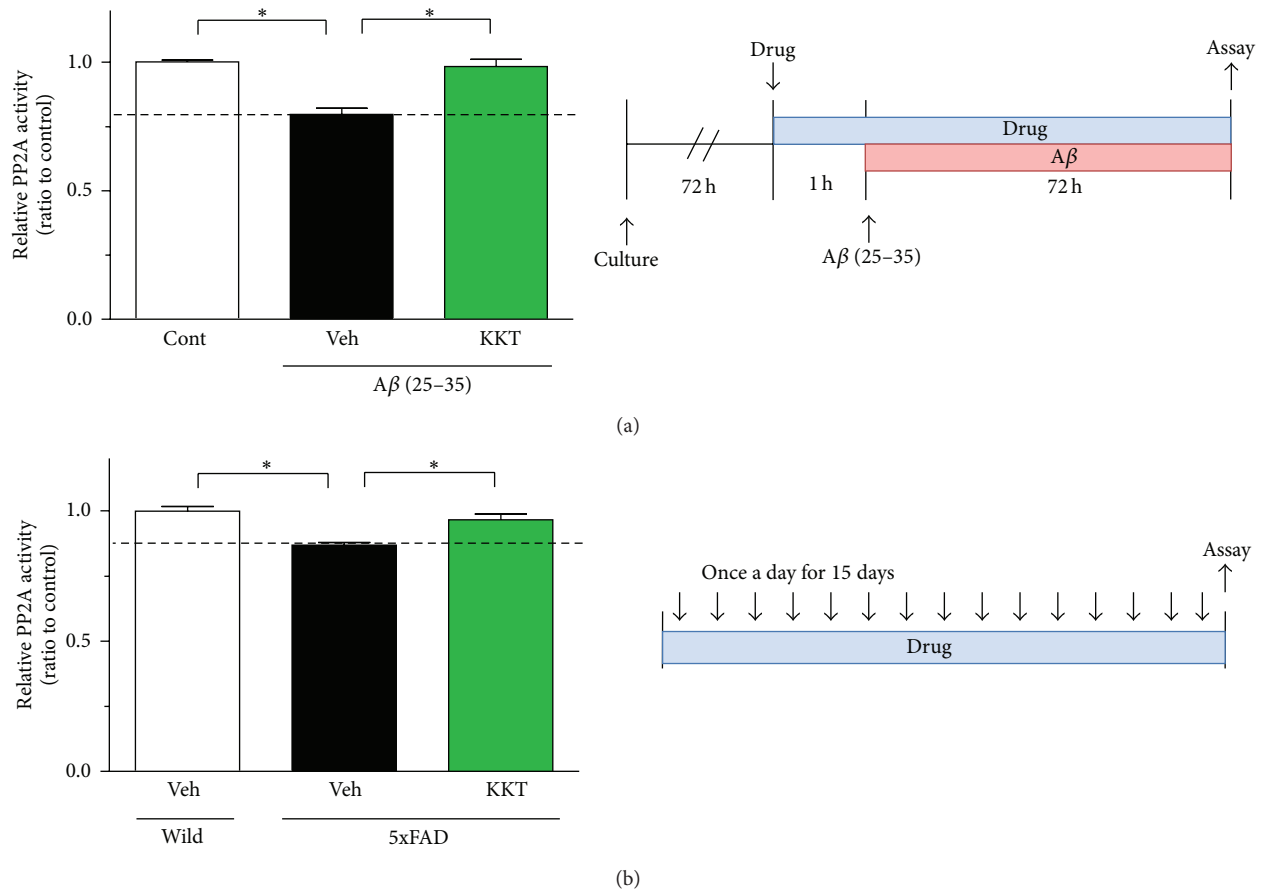 Relative PP2A activity
(ratio to control)
1.0
0.5
0.0
*
*
Cont
Veh
KKT
Aβ (25–35)
Drug
Assay
Drug
Aβ
72 h
1 h
72 h
Culture
Aβ (25–35)
(a)
Relative PP2A activity
(ratio to control)
1.0
0.5
0.0
*
*
Veh
Veh
KKT
Wild
5xFAD
Once a day for 15 days
Assay
Drug
(b)